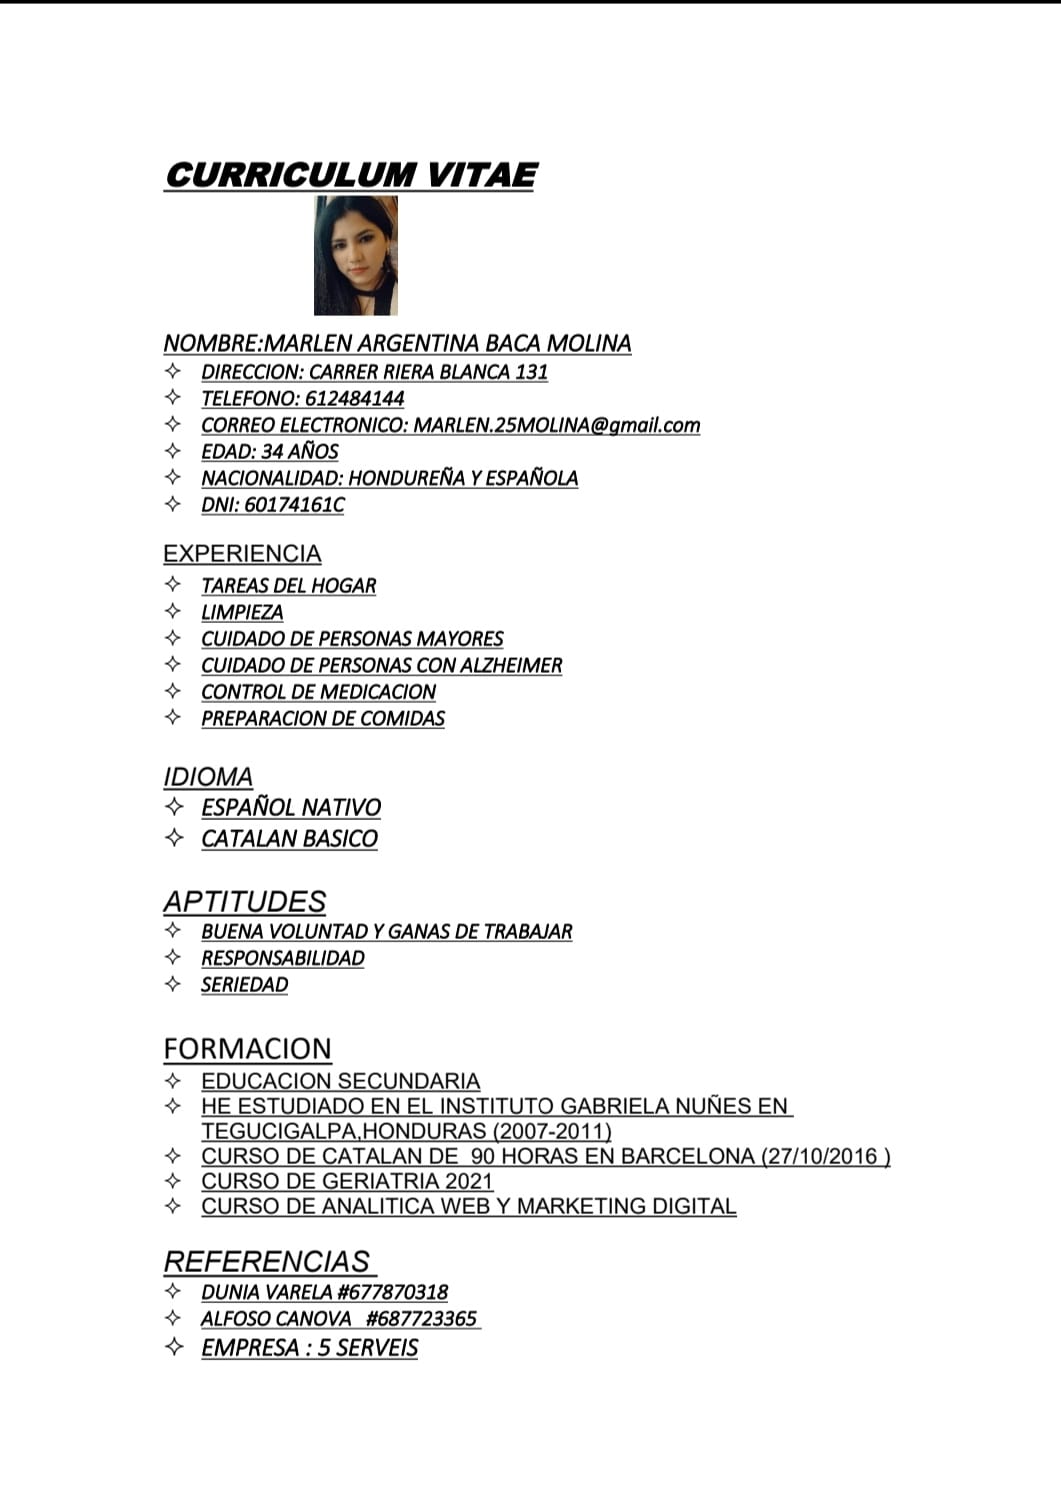 CURRICULUM VITAE
NOMBRE:MARLEN ARGENTINA BACA MOLINA
DIRECCION: CARRER RIERA BLANCA 131
TELEFONO: 612484144
CORREO ELECTRONICO: MARLEN.25MOLINA@gmail.com
EDAD: 34 AÑOS
NACIONALIDAD: HONDUREÑA Y ESPAÑOLA
DNI: 60174161C
EXPERIENCIA
TAREAS DEL HOGAR
LIMPIEZA
CUIDADO DE PERSONAS MAYORES
CUIDADO DE PERSONAS CON ALZHEIMER
CONTROL DE MEDICACION
PREPARACION DE COMIDAS
IDIOMA
ESPAÑOL NATIVO
CATALAN BASICO
APTITUDES
BUENA VOLUNTAD Y GANAS DE TRABAJAR
RESPONSABILIDAD
SERIEDAD
FORMACION
EDUCACION SECUNDARIA
HE ESTUDIADO EN EL INSTITUTO GABRIELA NUÑES EN
TEGUCIGALPA,HONDURAS (2007-2011)
CURSO DE CATALAN DE  90 HORAS EN BARCELONA (27/10/2016 )
CURSO DE GERIATRIA 2021
CURSO DE ANALITICA WEB Y MARKETING DIGITAL
REFERENCIAS
DUNIA VARELA #677870318
ALFOSO CANOVA  #687723365
EMPRESA : 5 SERVEIS